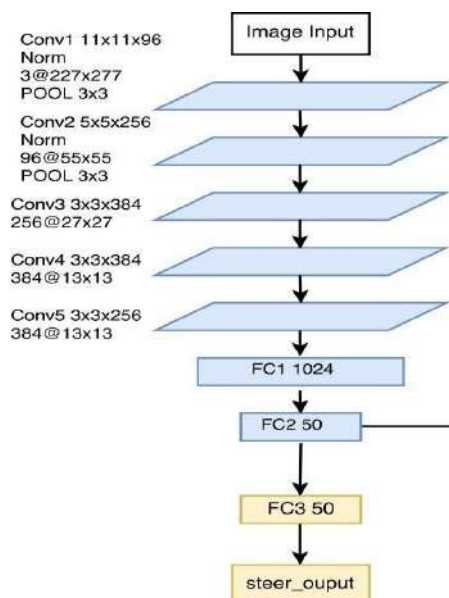 Image Input
Conv1 11x11x96
Norm
3@227x277
POOL 3x3
Conv2 5x5x256
Norm
96@55x55
POOL 3x3
Conv3 3x3x384
256@27x27
Conv4 3x3x384
384@13x13
Conv5 3x3x256
384@13x13
FC1 1024
FC2 50
FC3 50
steer_ouput